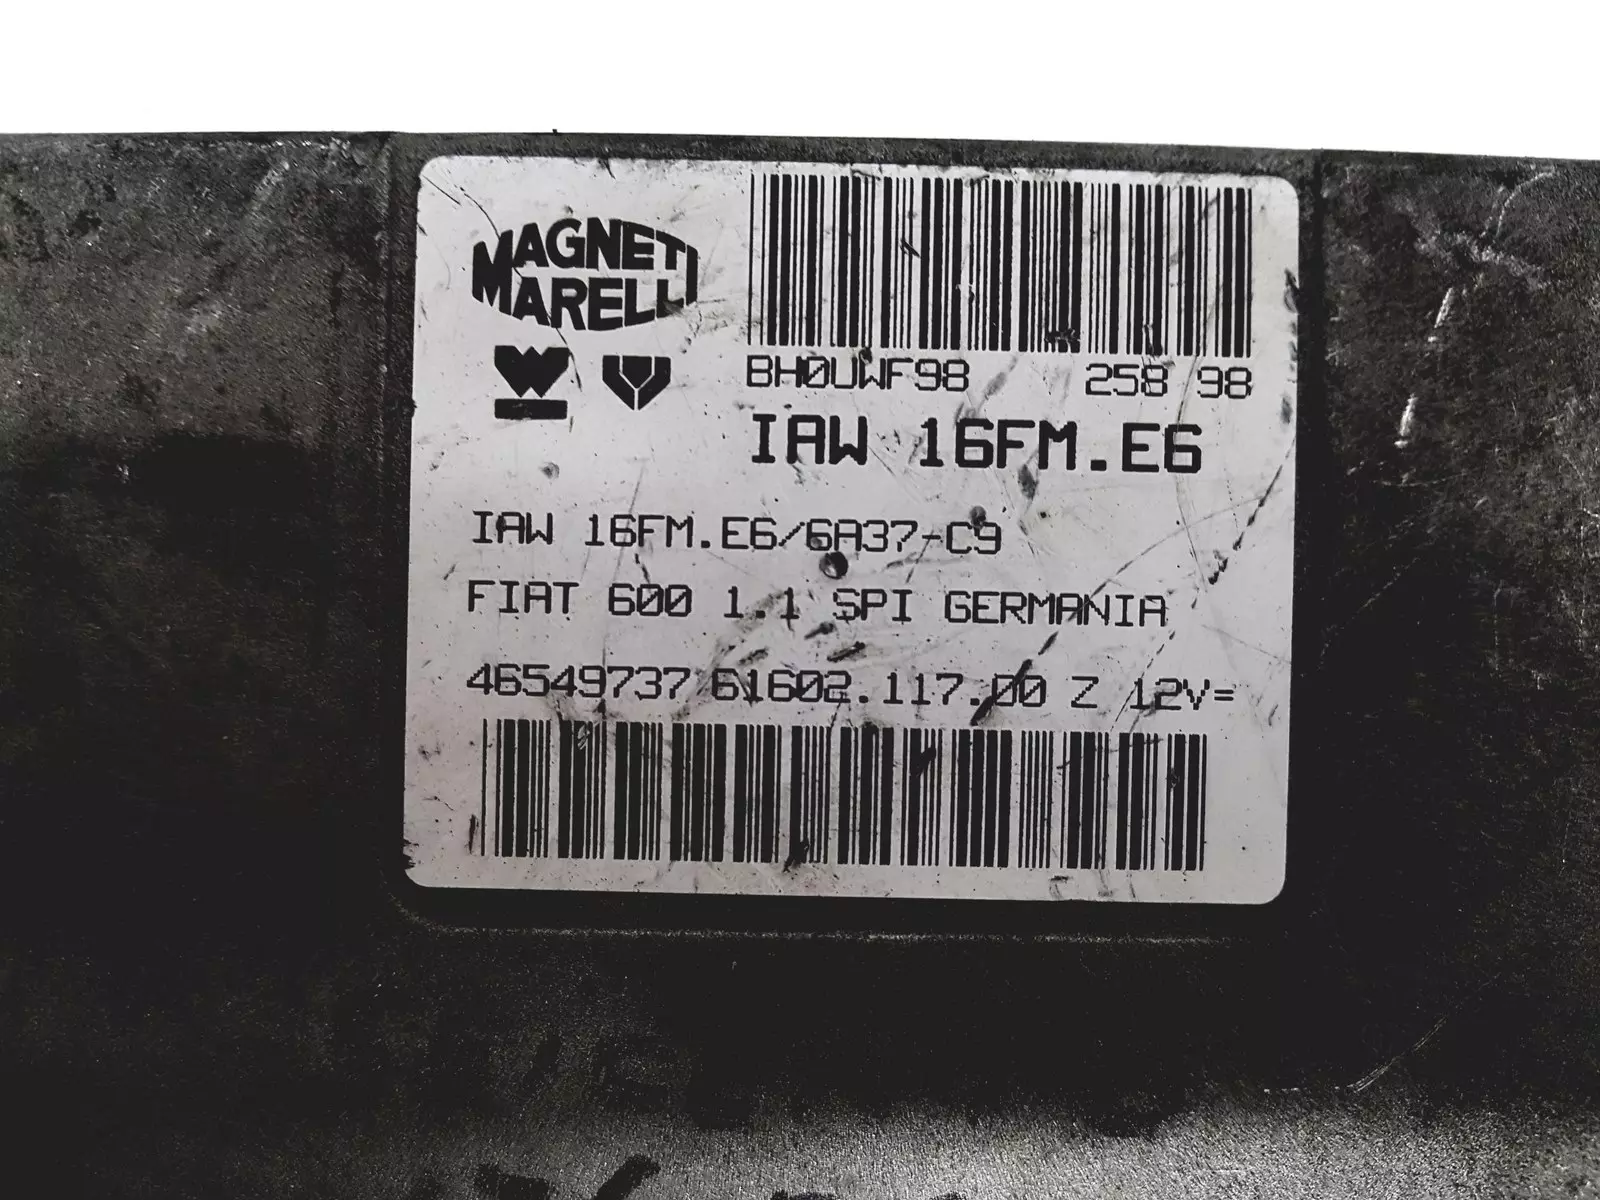 MAGNETI
MARELLI
BH0UWF98 258 98
IAW 16FM.E6
IAW 16FM.E6/6A37-C9
FIAT 600 1.1 SPI GERMANIA
46549737 61602.117.00 Z 12V=